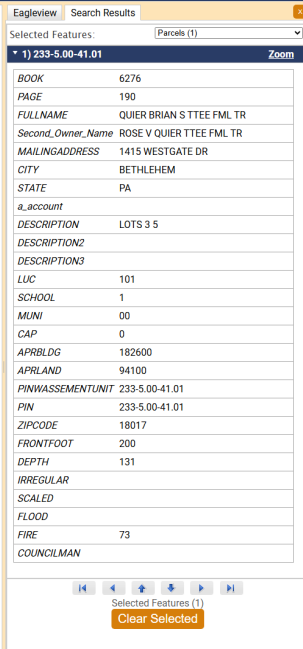 Eagleview Search Results x
Selected Features: Parcels (1)
1) 233-5.00-41.01 Zoom
BOOK 6276
PAGE 190
FULLNAME QUIER BRIAN S TTEE FML TR
Second_Owner_Name ROSE V QUIER TTEE FML TR
MAILINGADDRESS 1415 WESTGATE DR
CITY BETHLEHEM
STATE PA
a_account
DESCRIPTION LOTS 3 5
DESCRIPTION2
DESCRIPTION3
LUC 101
SCHOOL 1
MUNI 00
CAP 0
APRBLDG 182600
APRLAND 94100
PINWASSEMENTUNIT 233-5.00-41.01
PIN 233-5.00-41.01
ZIPCODE 18017
FRONTFOOT 200
DEPTH 131
IRREGULAR
SCALED
FLOOD
FIRE 73
COUNCILMAN
Selected Features (1)
Clear Selected